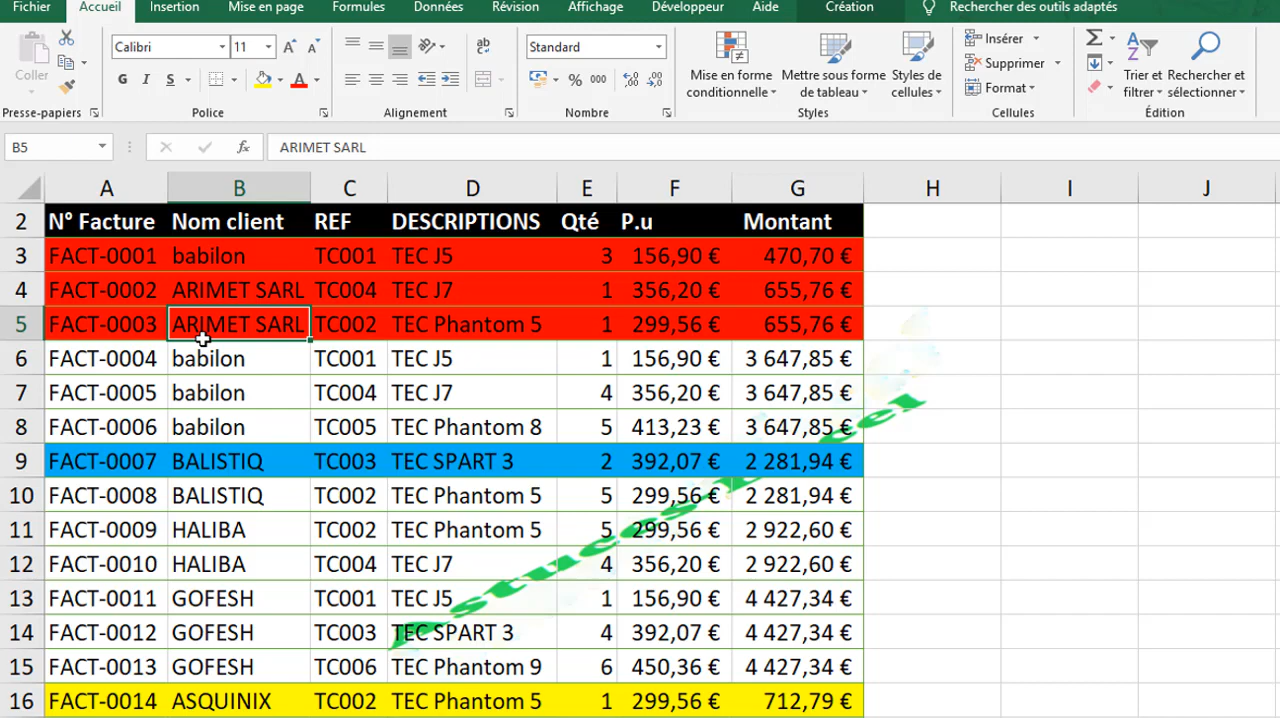 Fichier Accueil Insertion Mise en page Formules Données Révision Affichage Développeur Aide Création Rechercher des outils adaptés
Coller
Presse-papiers
Calibri 11
G I S
Police
Alignement
Standard
% 000
Nombre
Mise en forme conditionnelle
Mettre sous forme de tableau
Styles de cellules
Styles
Insérer
Supprimer
Format
Cellules
Trier et filtrer
Rechercher et sélectionner
Édition
B5 fx ARIMET SARL
A B C D E F G H I J
2 N° Facture Nom client REF DESCRIPTIONS Qté P.u Montant
3 FACT-0001 babilon TC001 TEC J5 3 156,90 € 470,70 €
4 FACT-0002 ARIMET SARL TC004 TEC J7 1 356,20 € 655,76 €
5 FACT-0003 ARIMET SARL TC002 TEC Phantom 5 1 299,56 € 655,76 €
6 FACT-0004 babilon TC001 TEC J5 1 156,90 € 3 647,85 €
7 FACT-0005 babilon TC004 TEC J7 4 356,20 € 3 647,85 €
8 FACT-0006 babilon TC005 TEC Phantom 8 5 413,23 € 3 647,85 €
9 FACT-0007 BALISTIQ TC003 TEC SPART 3 2 392,07 € 2 281,94 €
10 FACT-0008 BALISTIQ TC002 TEC Phantom 5 5 299,56 € 2 281,94 €
11 FACT-0009 HALIBA TC002 TEC Phantom 5 5 299,56 € 2 922,60 €
12 FACT-0010 HALIBA TC004 TEC J7 4 356,20 € 2 922,60 €
13 FACT-0011 GOFESH TC001 TEC J5 1 156,90 € 4 427,34 €
14 FACT-0012 GOFESH TC003 TEC SPART 3 4 392,07 € 4 427,34 €
15 FACT-0013 GOFESH TC006 TEC Phantom 9 6 450,36 € 4 427,34 €
16 FACT-0014 ASQUINIX TC002 TEC Phantom 5 1 299,56 € 712,79 €